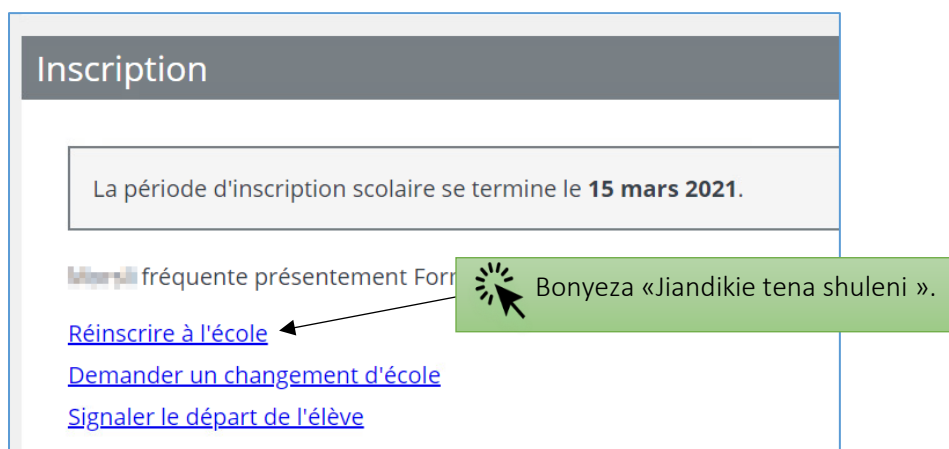 Inscription
La période d'inscription scolaire se termine le 15 mars 2021.
fréquente présentement
Bonyeza «Jiandikie tena shuleni ».
Réinscrire à l'école
Demander un changement d'école
Signaler le départ de l'élève